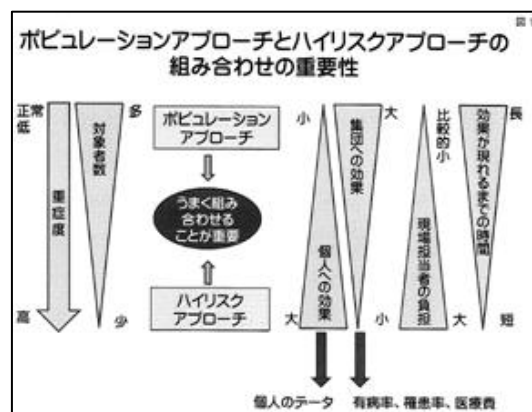 図1
ポピュレーションアプローチとハイリスクアプローチの
組み合わせの重要性
正常
低
重症度
高
多
対象者数
少
ポピュレーション
アプローチ
うまく組み
合わせる
ことが重要
ハイリスク
アプローチ
小
個人への効果
大
大
集団への効果
小
比較的小
現場担当者の負担
大
長
効果が現れるまでの時間
短
個人のデータ
有病率、罹患率、医療費